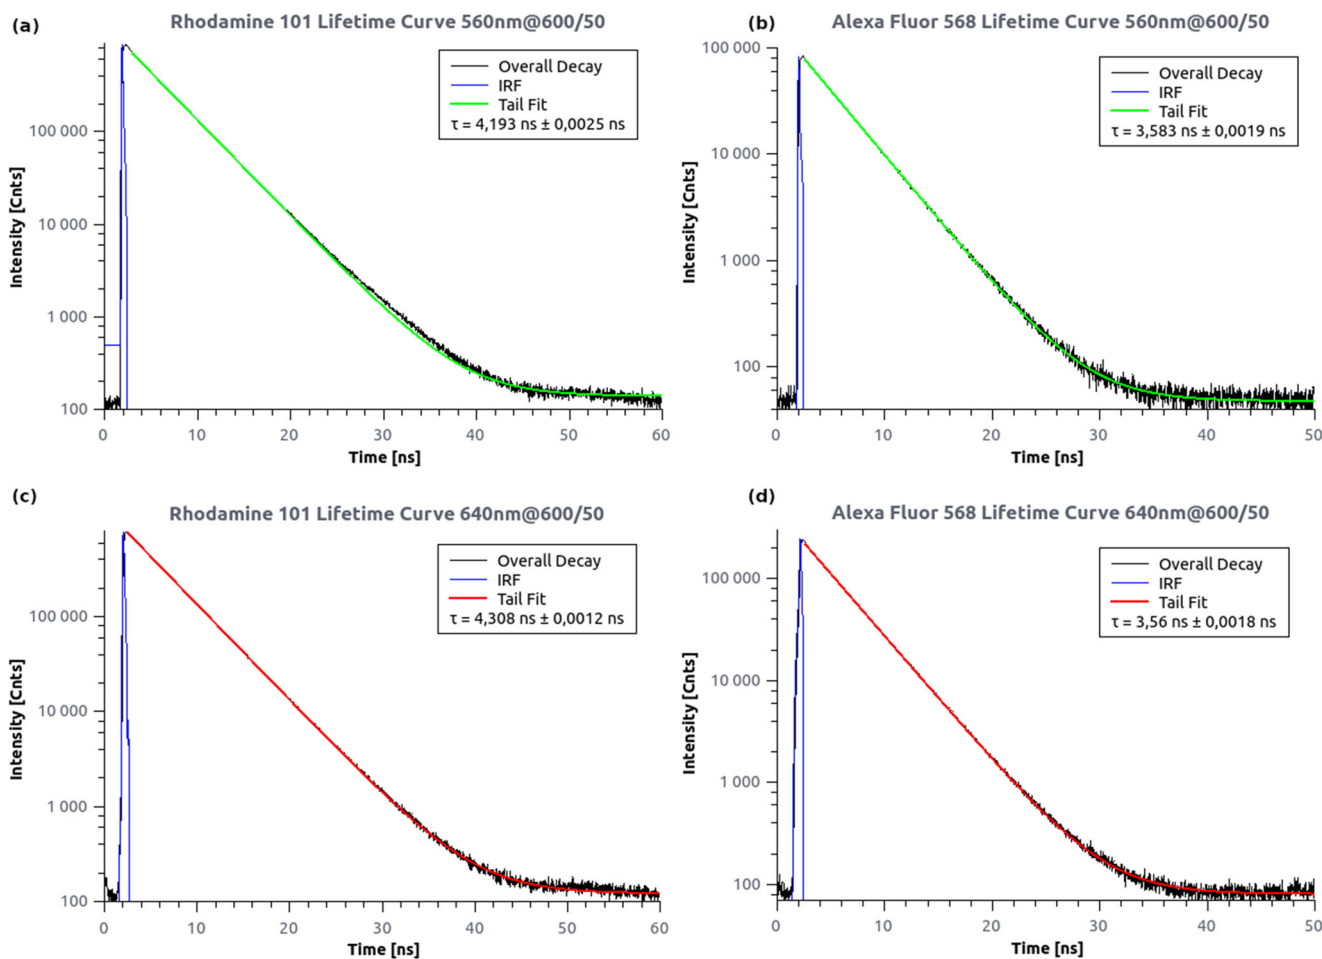 (a)
Rhodamine 101 Lifetime Curve 560nm@600/50
Overall Decay
IRF
Tail Fit
τ = 4,193 ns ± 0,0025 ns
100 000
10 000
1 000
100
Intensity [Cnts]
0 10 20 30 40 50 60
Time [ns]
(b)
Alexa Fluor 568 Lifetime Curve 560nm@600/50
Overall Decay
IRF
Tail Fit
τ = 3,583 ns ± 0,0019 ns
100 000
10 000
1 000
100
Intensity [Cnts]
0 10 20 30 40 50
Time [ns]
(c)
Rhodamine 101 Lifetime Curve 640nm@600/50
Overall Decay
IRF
Tail Fit
τ = 4,308 ns ± 0,0012 ns
100 000
10 000
1 000
100
Intensity [Cnts]
0 10 20 30 40 50 60
Time [ns]
(d)
Alexa Fluor 568 Lifetime Curve 640nm@600/50
Overall Decay
IRF
Tail Fit
τ = 3,56 ns ± 0,0018 ns
100 000
10 000
1 000
100
Intensity [Cnts]
0 10 20 30 40 50
Time [ns]